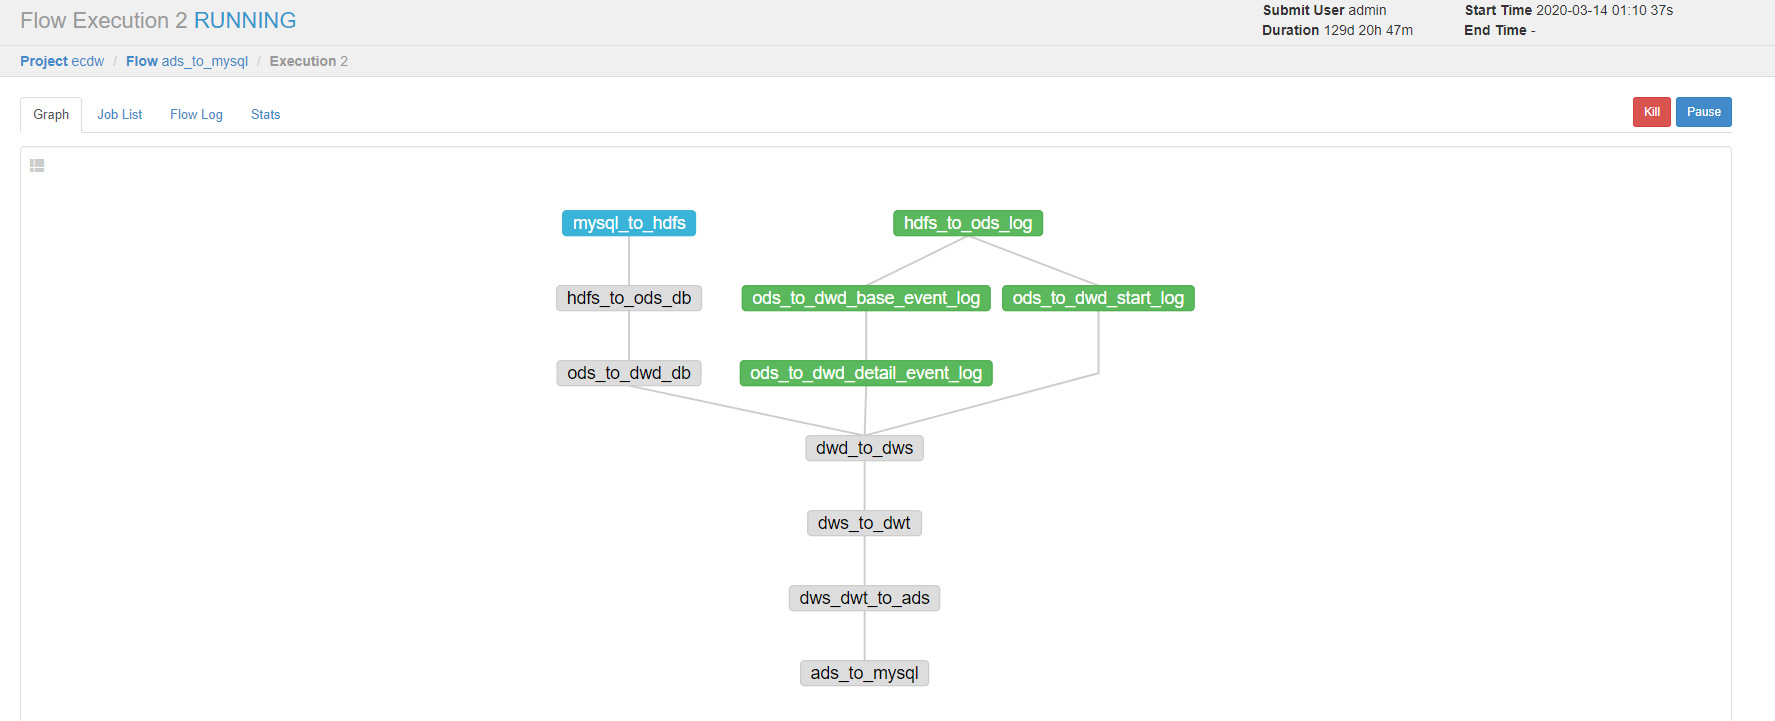 Flow Execution 2 RUNNING
Submit User admin
Duration 129d 20h 47m
Start Time 2020-03-14 01:10 37s
End Time -
Project ecdw / Flow ads_to_mysql / Execution 2
Graph Job List Flow Log Stats
Kill Pause
mysql_to_hdfs hdfs_to_ods_log
hdfs_to_ods_db ods_to_dwd_base_event_log ods_to_dwd_start_log
ods_to_dwd_db ods_to_dwd_detail_event_log
dwd_to_dws
dws_to_dwt
dws_dwt_to_ads
ads_to_mysql